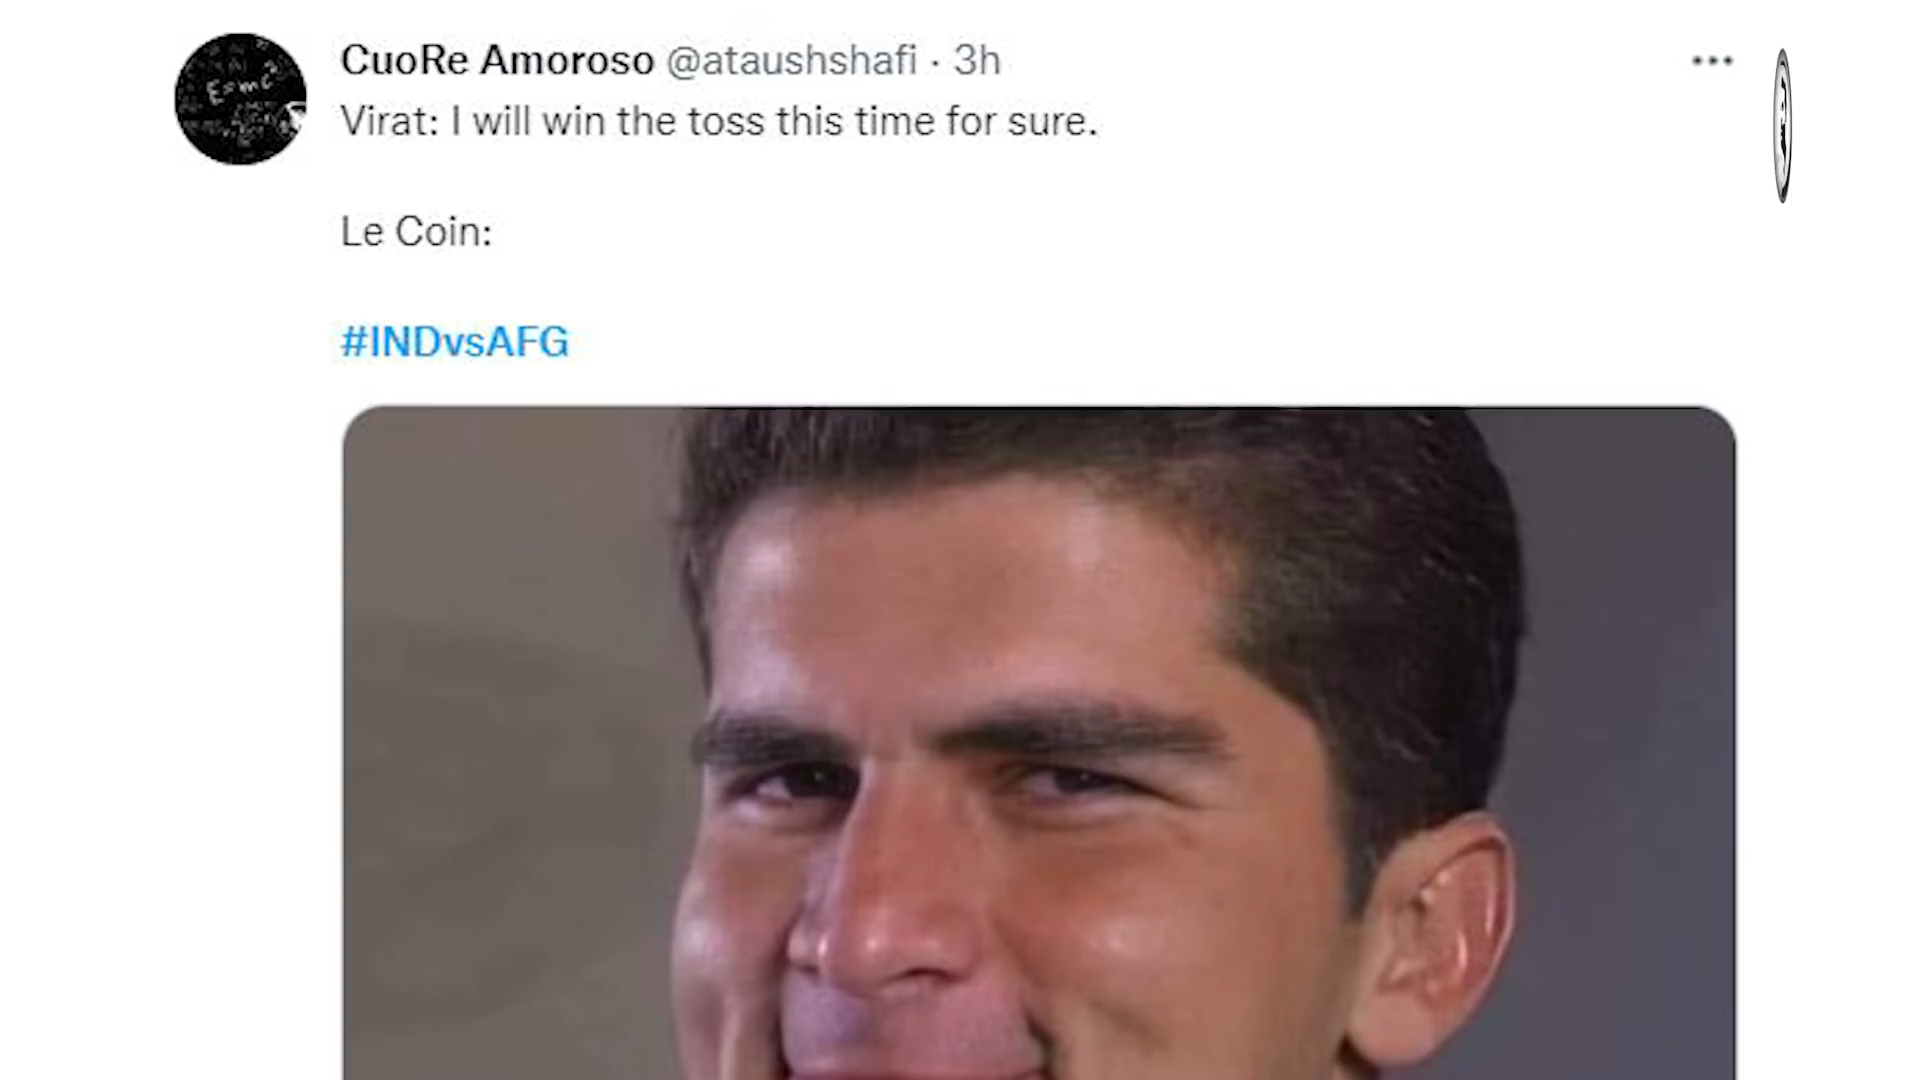 CuoRe Amoroso @ataushshafi · 3h
Virat: I will win the toss this time for sure.
Le Coin:
#INDvsAFG